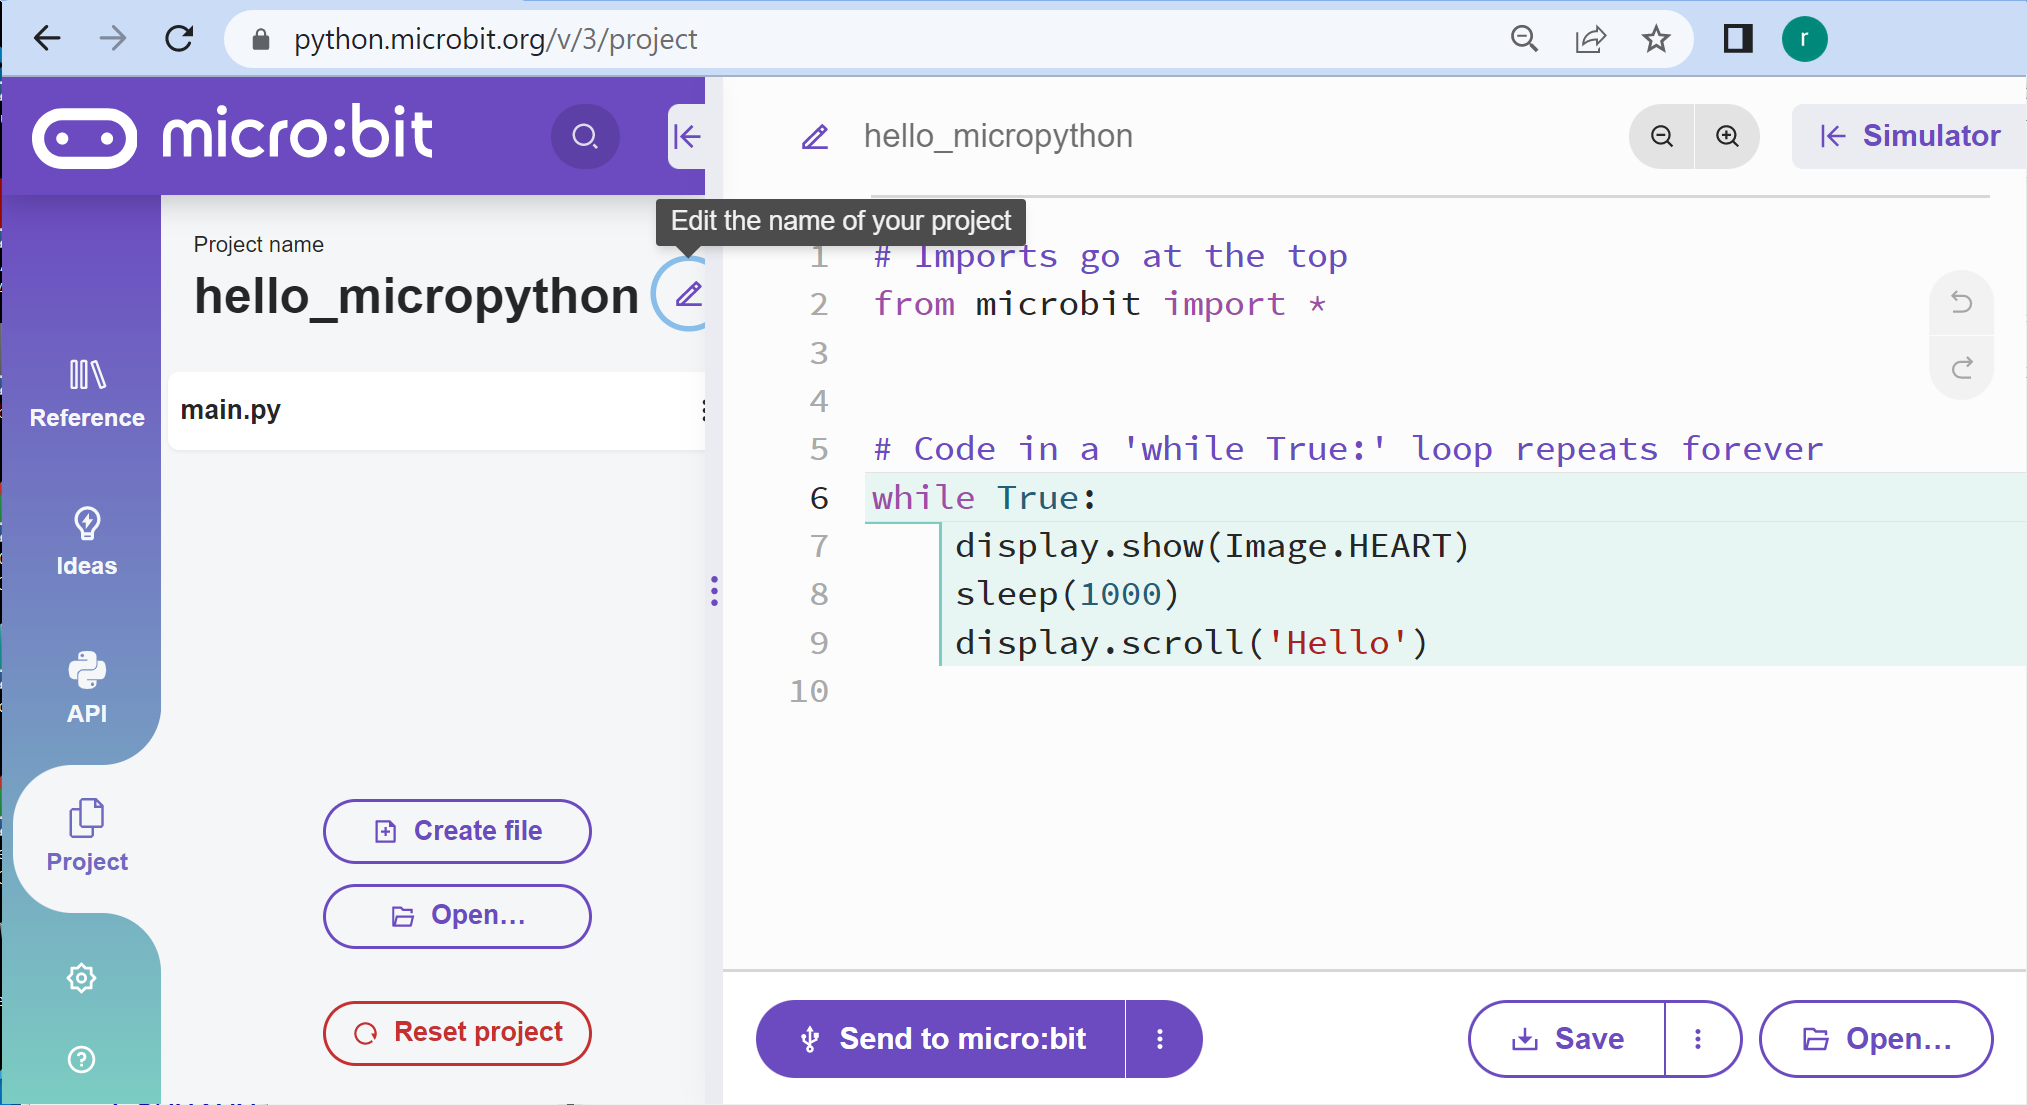 python.microbit.org/v/3/project
r
micro:bit
hello_micropython
Simulator
Edit the name of your project
Project name
hello_micropython
main.py
Reference
Ideas
API
Project
Create file
Open…
Reset project
1 # Imports go at the top
2 from microbit import *
3
4
5 # Code in a 'while True:' loop repeats forever
6 while True:
7 display.show(Image.HEART)
8 sleep(1000)
9 display.scroll('Hello')
10
Send to micro:bit
Save
Open…